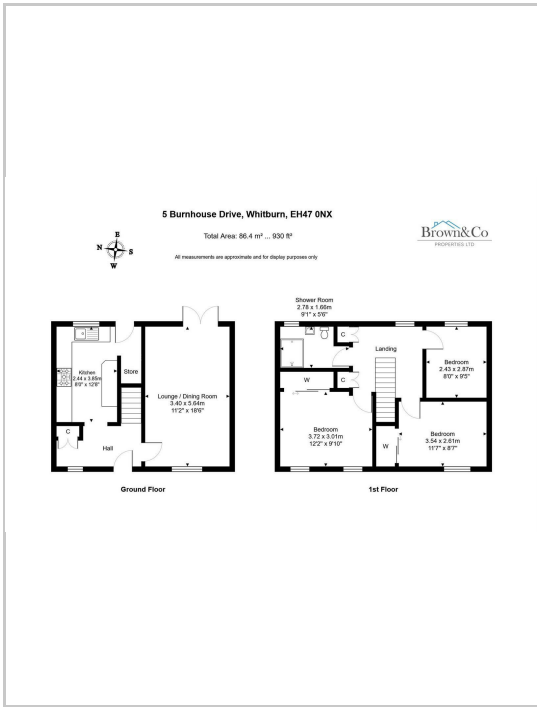 5 Burnhouse Drive, Whitburn, EH47 0NX
Total Area: 86.4 m² ... 930 ft²
All measurements are approximate and for display purposes only
E
N
S
W
Brown&Co
PROPERTIES LTD
Kitchen
2.44 x 3.85m
8'0" x 12'8"
Store
Lounge / Dining Room
3.40 x 5.64m
11'2" x 18'6"
C
Hall
Ground Floor
Shower Room
2.78 x 1.66m
9'1" x 5'6"
C
Landing
Bedroom
2.43 x 2.87m
8'0" x 9'5"
W
C
Bedroom
3.72 x 3.01m
12'2" x 9'10"
W
Bedroom
3.54 x 2.61m
11'7" x 8'7"
1st Floor